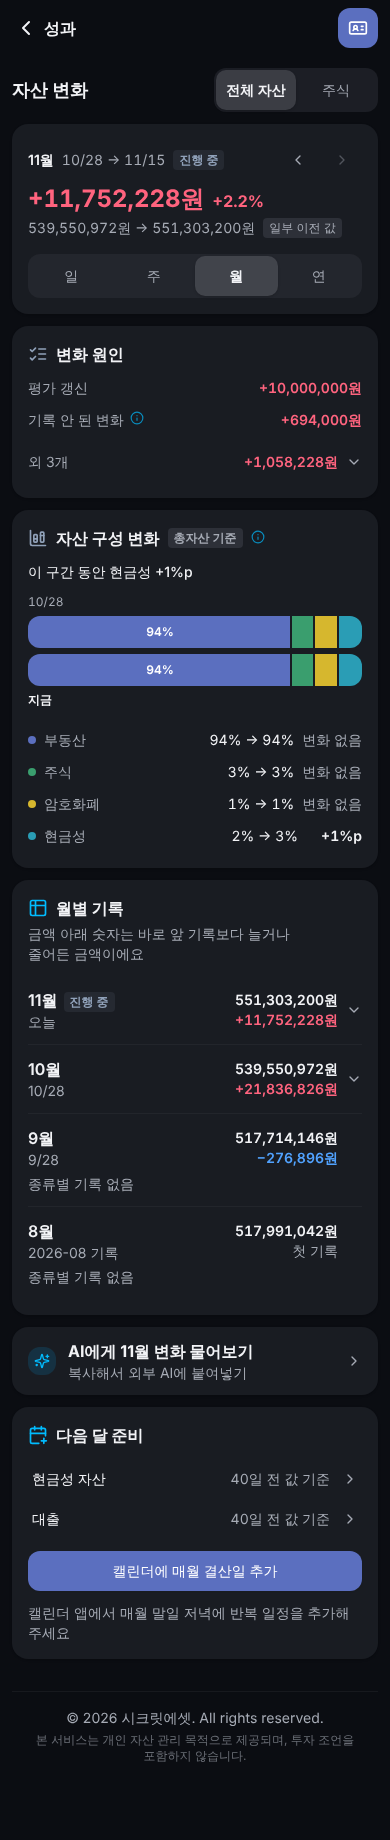 성과
자산 변화
전체 자산
주식
11월 10/28 → 11/15 진행 중
+11,752,228원 +2.2%
539,550,972원 → 551,303,200원 일부 이전 값
일
주
월
연
변화 원인
평가 갱신 +10,000,000원
기록 안 된 변화 +694,000원
외 3개 +1,058,228원
자산 구성 변화 총자산 기준
이 구간 동안 현금성 +1%p
10/28
94%
94%
지금
부동산 94% → 94% 변화 없음
주식 3% → 3% 변화 없음
암호화폐 1% → 1% 변화 없음
현금성 2% → 3% +1%p
월별 기록
금액 아래 숫자는 바로 앞 기록보다 늘거나
줄어든 금액이에요
11월 진행 중 551,303,200원
오늘 +11,752,228원
10월 539,550,972원
10/28 +21,836,826원
9월 517,714,146원
9/28 −276,896원
종류별 기록 없음
8월 517,991,042원
2026-08 기록 첫 기록
종류별 기록 없음
AI에게 11월 변화 물어보기
복사해서 외부 AI에 붙여넣기
다음 달 준비
현금성 자산 40일 전 값 기준
대출 40일 전 값 기준
캘린더에 매월 결산일 추가
캘린더 앱에서 매월 말일 저녁에 반복 일정을 추가해
주세요
© 2026 시크릿에셋. All rights reserved.
본 서비스는 개인 자산 관리 목적으로 제공되며, 투자 조언을
포함하지 않습니다.